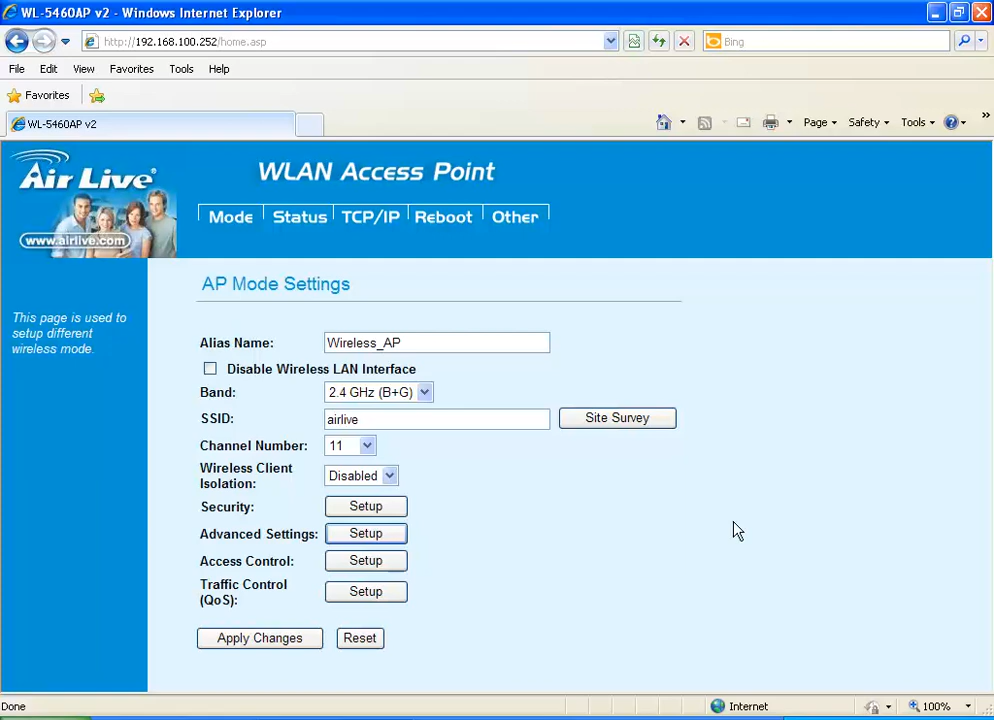 WL-5460AP v2 - Windows Internet Explorer
http://192.168.100.252/home.asp
Bing
File Edit View Favorites Tools Help
Favorites
WL-5460AP v2
Page Safety Tools »
Air Live®
www.airlive.com
WLAN Access Point
Mode Status TCP/IP Reboot Other
This page is used to
setup different
wireless mode.
AP Mode Settings
Alias Name: Wireless_AP
Disable Wireless LAN Interface
Band: 2.4 GHz (B+G)
SSID: airlive Site Survey
Channel Number: 11
Wireless Client
Isolation: Disabled
Security: Setup
Advanced Settings: Setup
Access Control: Setup
Traffic Control
(QoS): Setup
Apply Changes Reset
Done Internet 100%